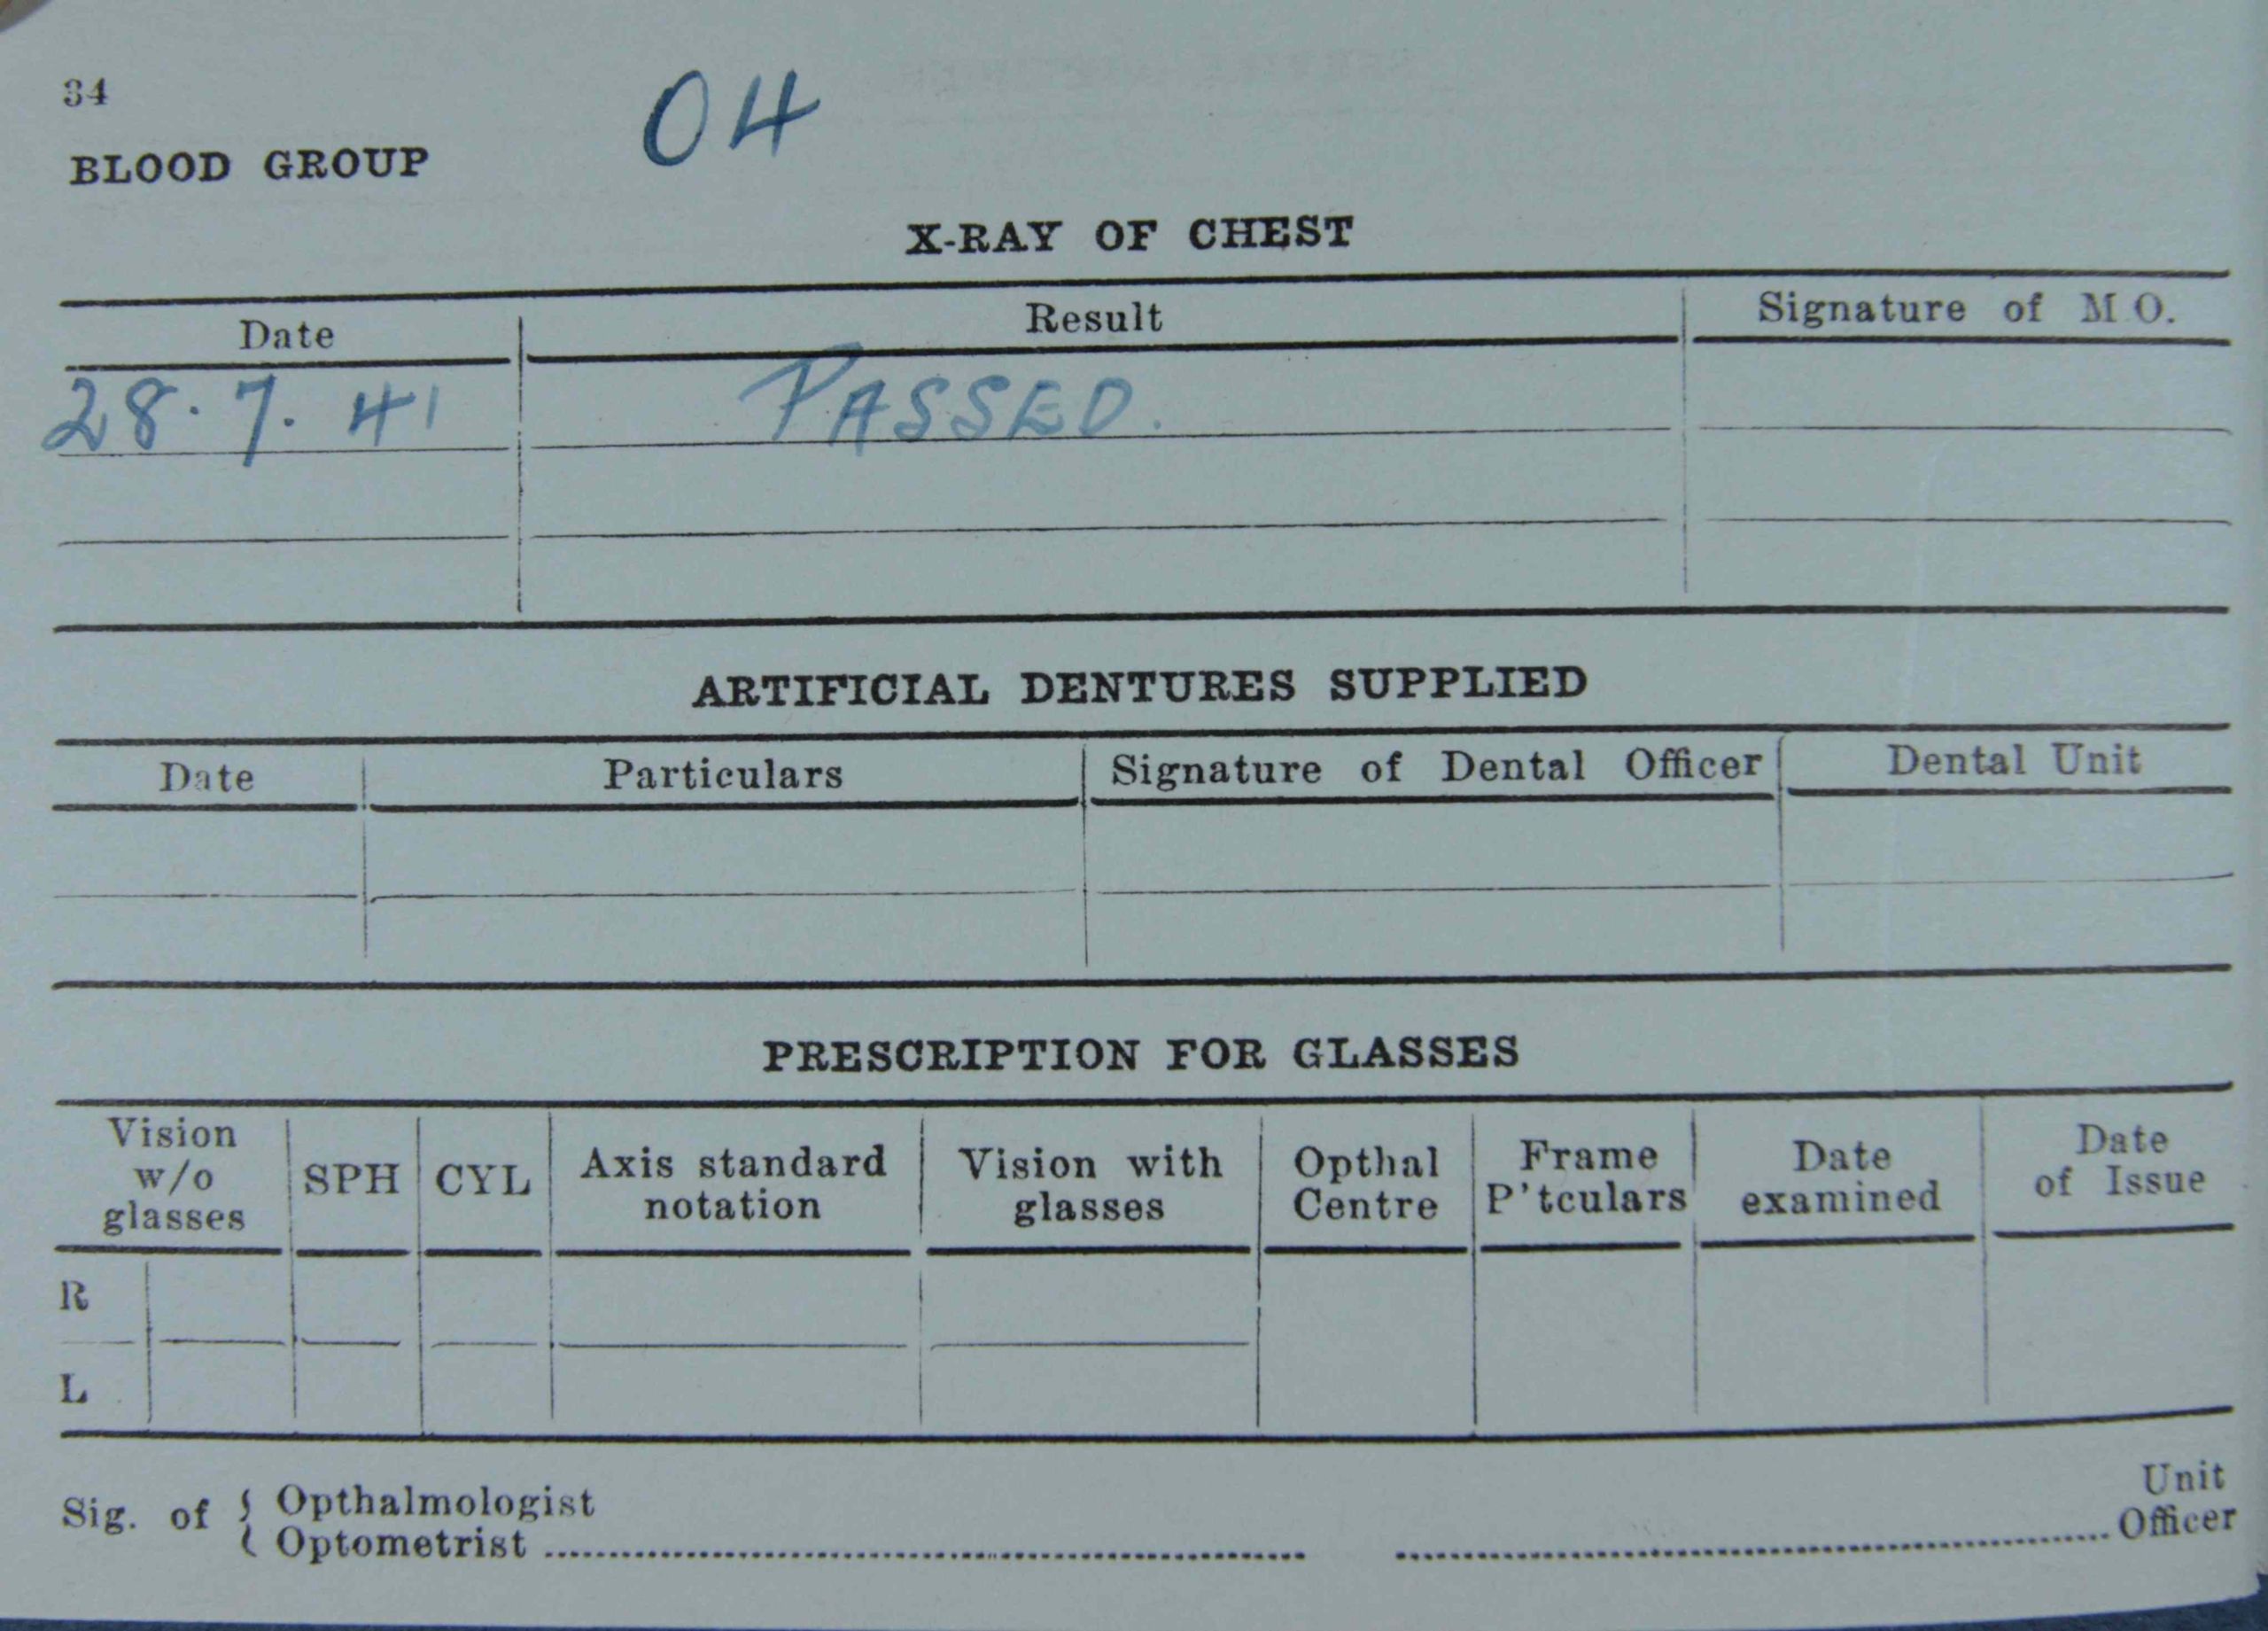 34
BLOOD GROUP O4
X-RAY OF CHEST
Date Result Signature of M.O.
28.7.41 PASSED.
ARTIFICIAL DENTURES SUPPLIED
Date Particulars Signature of Dental Officer Dental Unit
PRESCRIPTION FOR GLASSES
Vision w/o glasses SPH CYL Axis standard notation Vision with glasses Opthal Centre Frame P'tculars Date examined Date of Issue
R
L
Sig. of { Opthalmologist
Optometrist ........................ ........................ Unit Officer